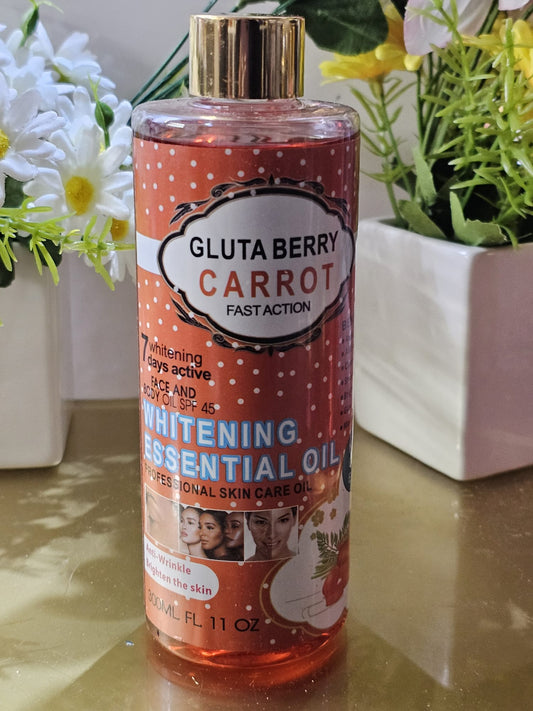 GLUTA BERRY
CARROT
FAST ACTION
7 whitening
days active
FACE AND
BODY OIL SPF 45
WHITENING
ESSENTIAL OIL
PROFESSIONAL SKIN CARE OIL
Anti-Wrinkle
Brighten the skin
300ML FL 11 OZ